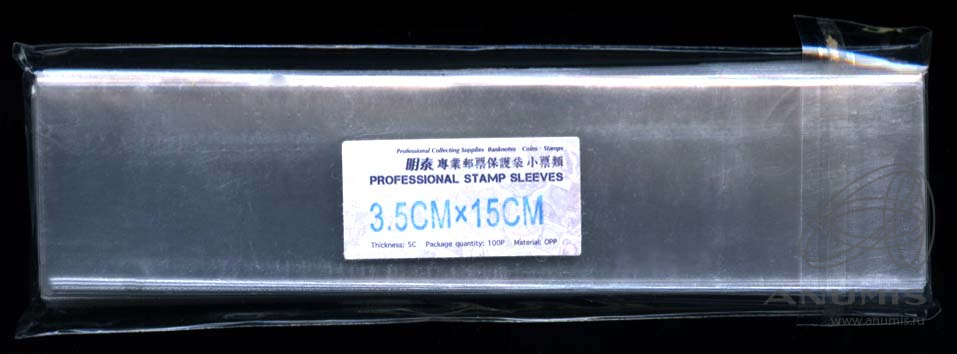 Professional Collecting Supplies Banknotes Coins Stamps
明泰 專業郵票保護袋 小票類
PROFESSIONAL STAMP SLEEVES
3.5CM×15CM
Thickness: 5C Package quantity: 100P Material: OPP
ANUMIS
www.anumis.ru